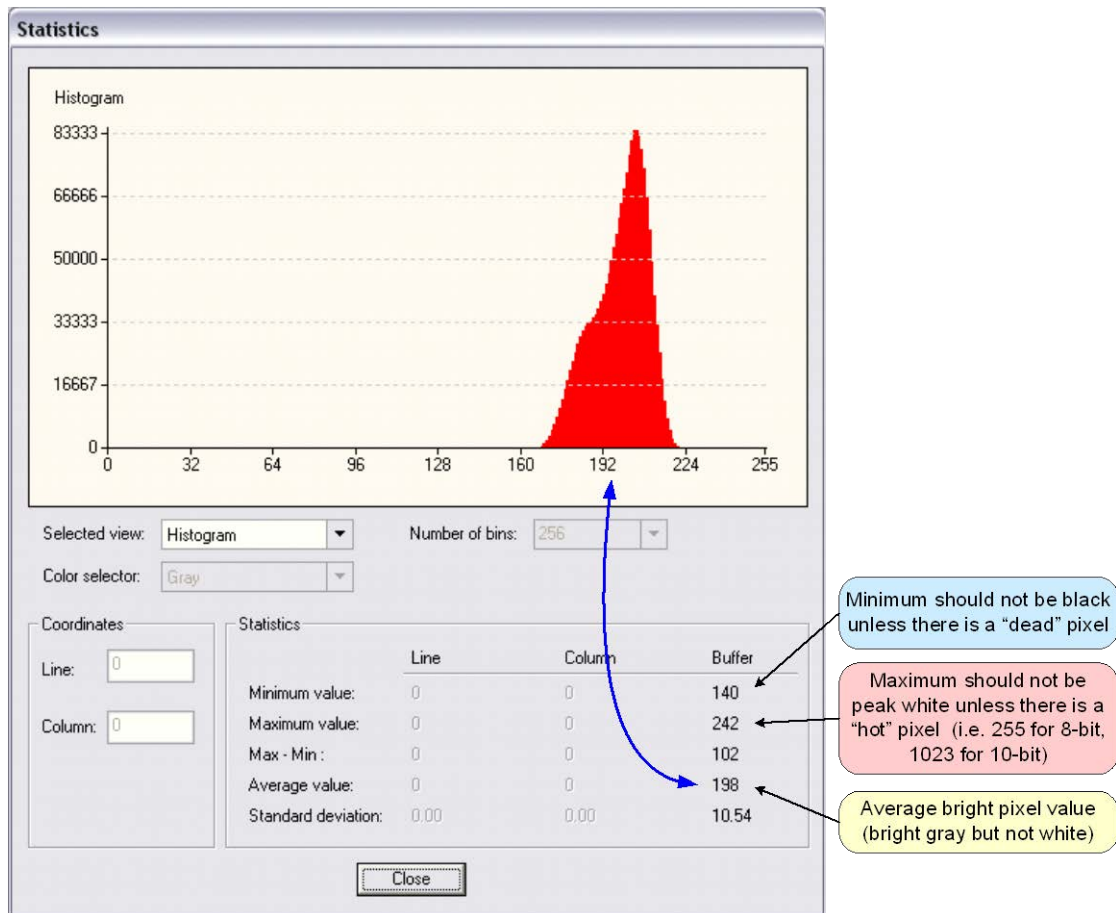 Statistics
Histogram
83333
66666
50000
33333
16667
0
0 32 64 96 128 160 192 224 255
Selected view: Histogram Number of bins: 256
Color selector: Gray
Coordinates
Line: 0
Column: 0
Statistics
Line Column Buffer
Minimum value: 0 0 140
Maximum value: 0 0 242
Max - Min : 0 0 102
Average value: 0 0 198
Standard deviation: 0.00 0.00 10.54
Close
Minimum should not be black
unless there is a “dead” pixel
Maximum should not be
peak white unless there is a
“hot” pixel (i.e. 255 for 8-bit,
1023 for 10-bit)
Average bright pixel value
(bright gray but not white)